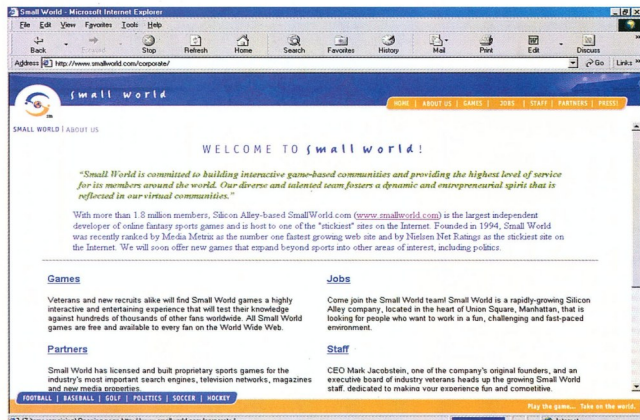 Small World - Microsoft Internet Explorer
File Edit View Favorites Tools Help
Back Forward Stop Refresh Home Search Favorites History Mail Print Edit Discuss
Address http://www.smallworld.com/corporate/ Go Links
small world
HOME | ABOUT US | GAMES | JOBS | STAFF | PARTNERS | PRESS!
SMALL WORLD | ABOUT US
WELCOME TO small world!
"Small World is committed to building interactive game-based communities and providing the highest level of service
for its members around the world. Our diverse and talented team fosters a dynamic and entrepreneurial spirit that is
reflected in our virtual communities."
With more than 1.8 million members, Silicon Alley-based SmallWorld.com (www.smallworld.com) is the largest independent
developer of online fantasy sports games and is host to one of the "stickiest" sites on the Internet. Founded in 1994, Small World
was recently ranked by Media Metrix as the number one fastest growing web site and by Nielsen Net Ratings as the stickiest site on
the Internet. We will soon offer new games that expand beyond sports into other areas of interest, including politics.
Games
Veterans and new recruits alike will find Small World games a highly
interactive and entertaining experience that will test their knowledge
against hundreds of thousands of other fans worldwide. All Small World
games are free and available to every fan on the World Wide Web.
Jobs
Come join the Small World team! Small World is a rapidly-growing Silicon
Alley company, located in the heart of Union Square, Manhattan, that is
looking for people who want to work in a fun, challenging and fast-paced
environment.
Partners
Small World has licensed and built proprietary sports games for the
industry's most important search engines, television networks, magazines
and new media properties.
Staff
CEO Mark Jacobstein, one of the company's original founders, and an
executive board of industry veterans heads up the growing Small World
staff, dedicated to making your experience fun and competitive.
FOOTBALL | BASEBALL | GOLF | POLITICS | SOCCER | HOCKEY
Play the game... Take on the world.